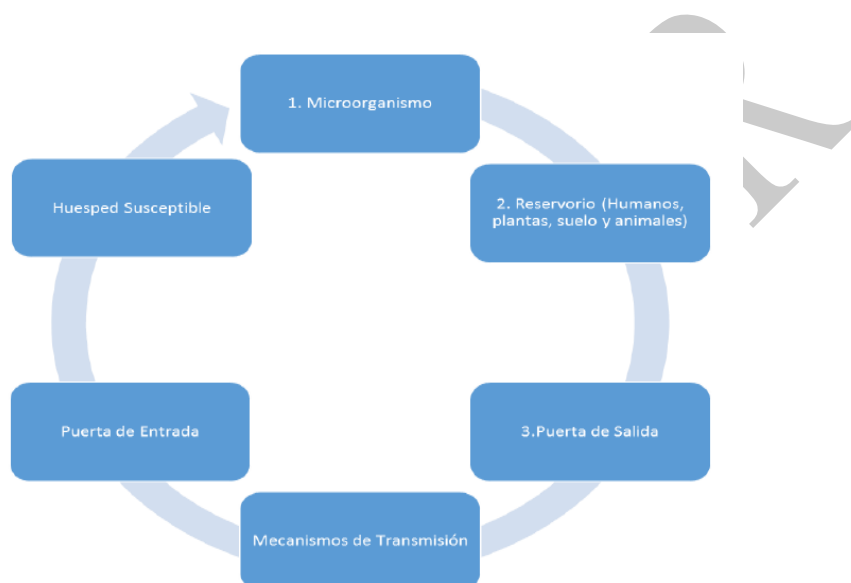 1. Microorganismo
2. Reservorio (Humanos,
plantas, suelo y animales)
3.Puerta de Salida
Mecanismos de Transmisión
Puerta de Entrada
Huesped Susceptible